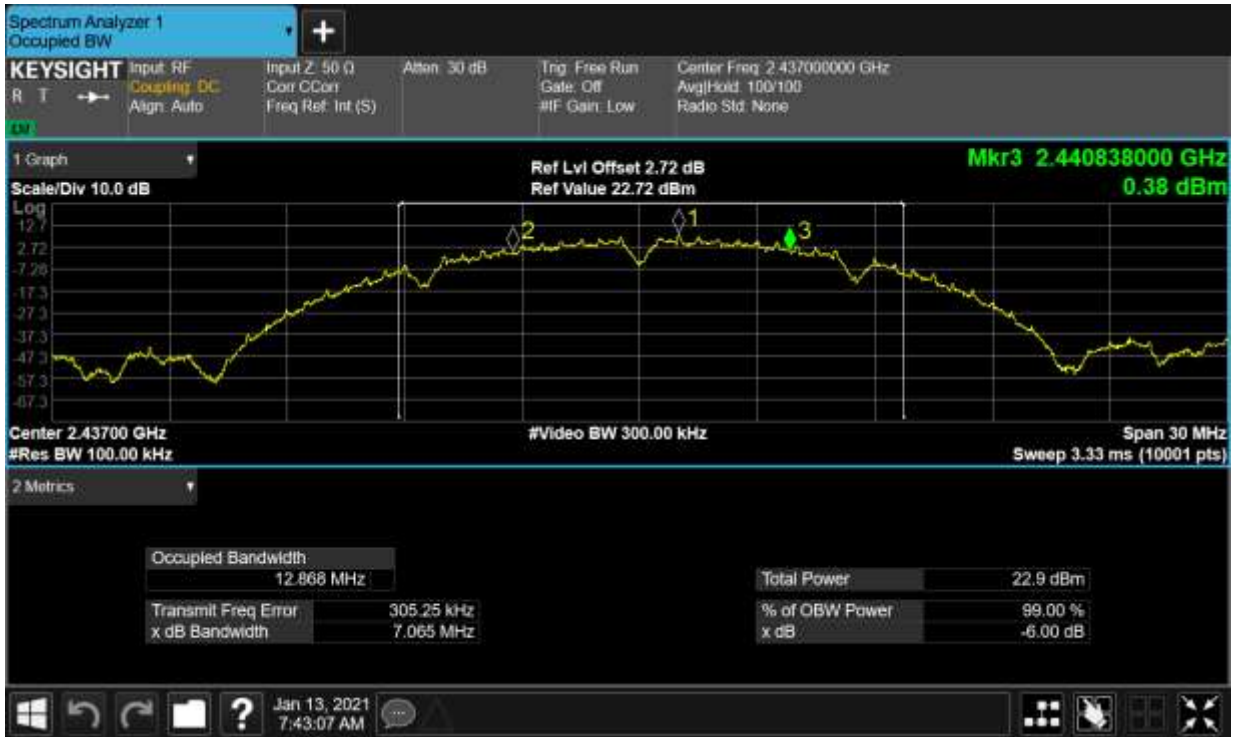 Spectrum Analyzer 1
Occupied BW
KEYSIGHT
R T
Input: RF
Coupling: DC
Align: Auto
Input Z: 50 Ω
Corr CCorr
Freq Ref: Int (S)
Atten: 30 dB
Trig: Free Run
Gate: Off
#IF Gain: Low
Center Freq: 2.437000000 GHz
Avg|Hold: 100/100
Radio Std: None
1 Graph
Scale/Div 10.0 dB
Ref Lvl Offset 2.72 dB
Ref Value 22.72 dBm
Mkr3 2.440838000 GHz
0.38 dBm
Log
12.7
2.72
-7.28
-17.3
-27.3
-37.3
-47.3
-57.3
-67.3
2
1
3
Center 2.43700 GHz
#Res BW 100.00 kHz
#Video BW 300.00 kHz
Span 30 MHz
Sweep 3.33 ms (10001 pts)
2 Metrics
Occupied Bandwidth
12.868 MHz
Transmit Freq Error 305.25 kHz
x dB Bandwidth 7.065 MHz
Total Power 22.9 dBm
% of OBW Power 99.00 %
x dB -6.00 dB
Jan 13, 2021
7:43:07 AM